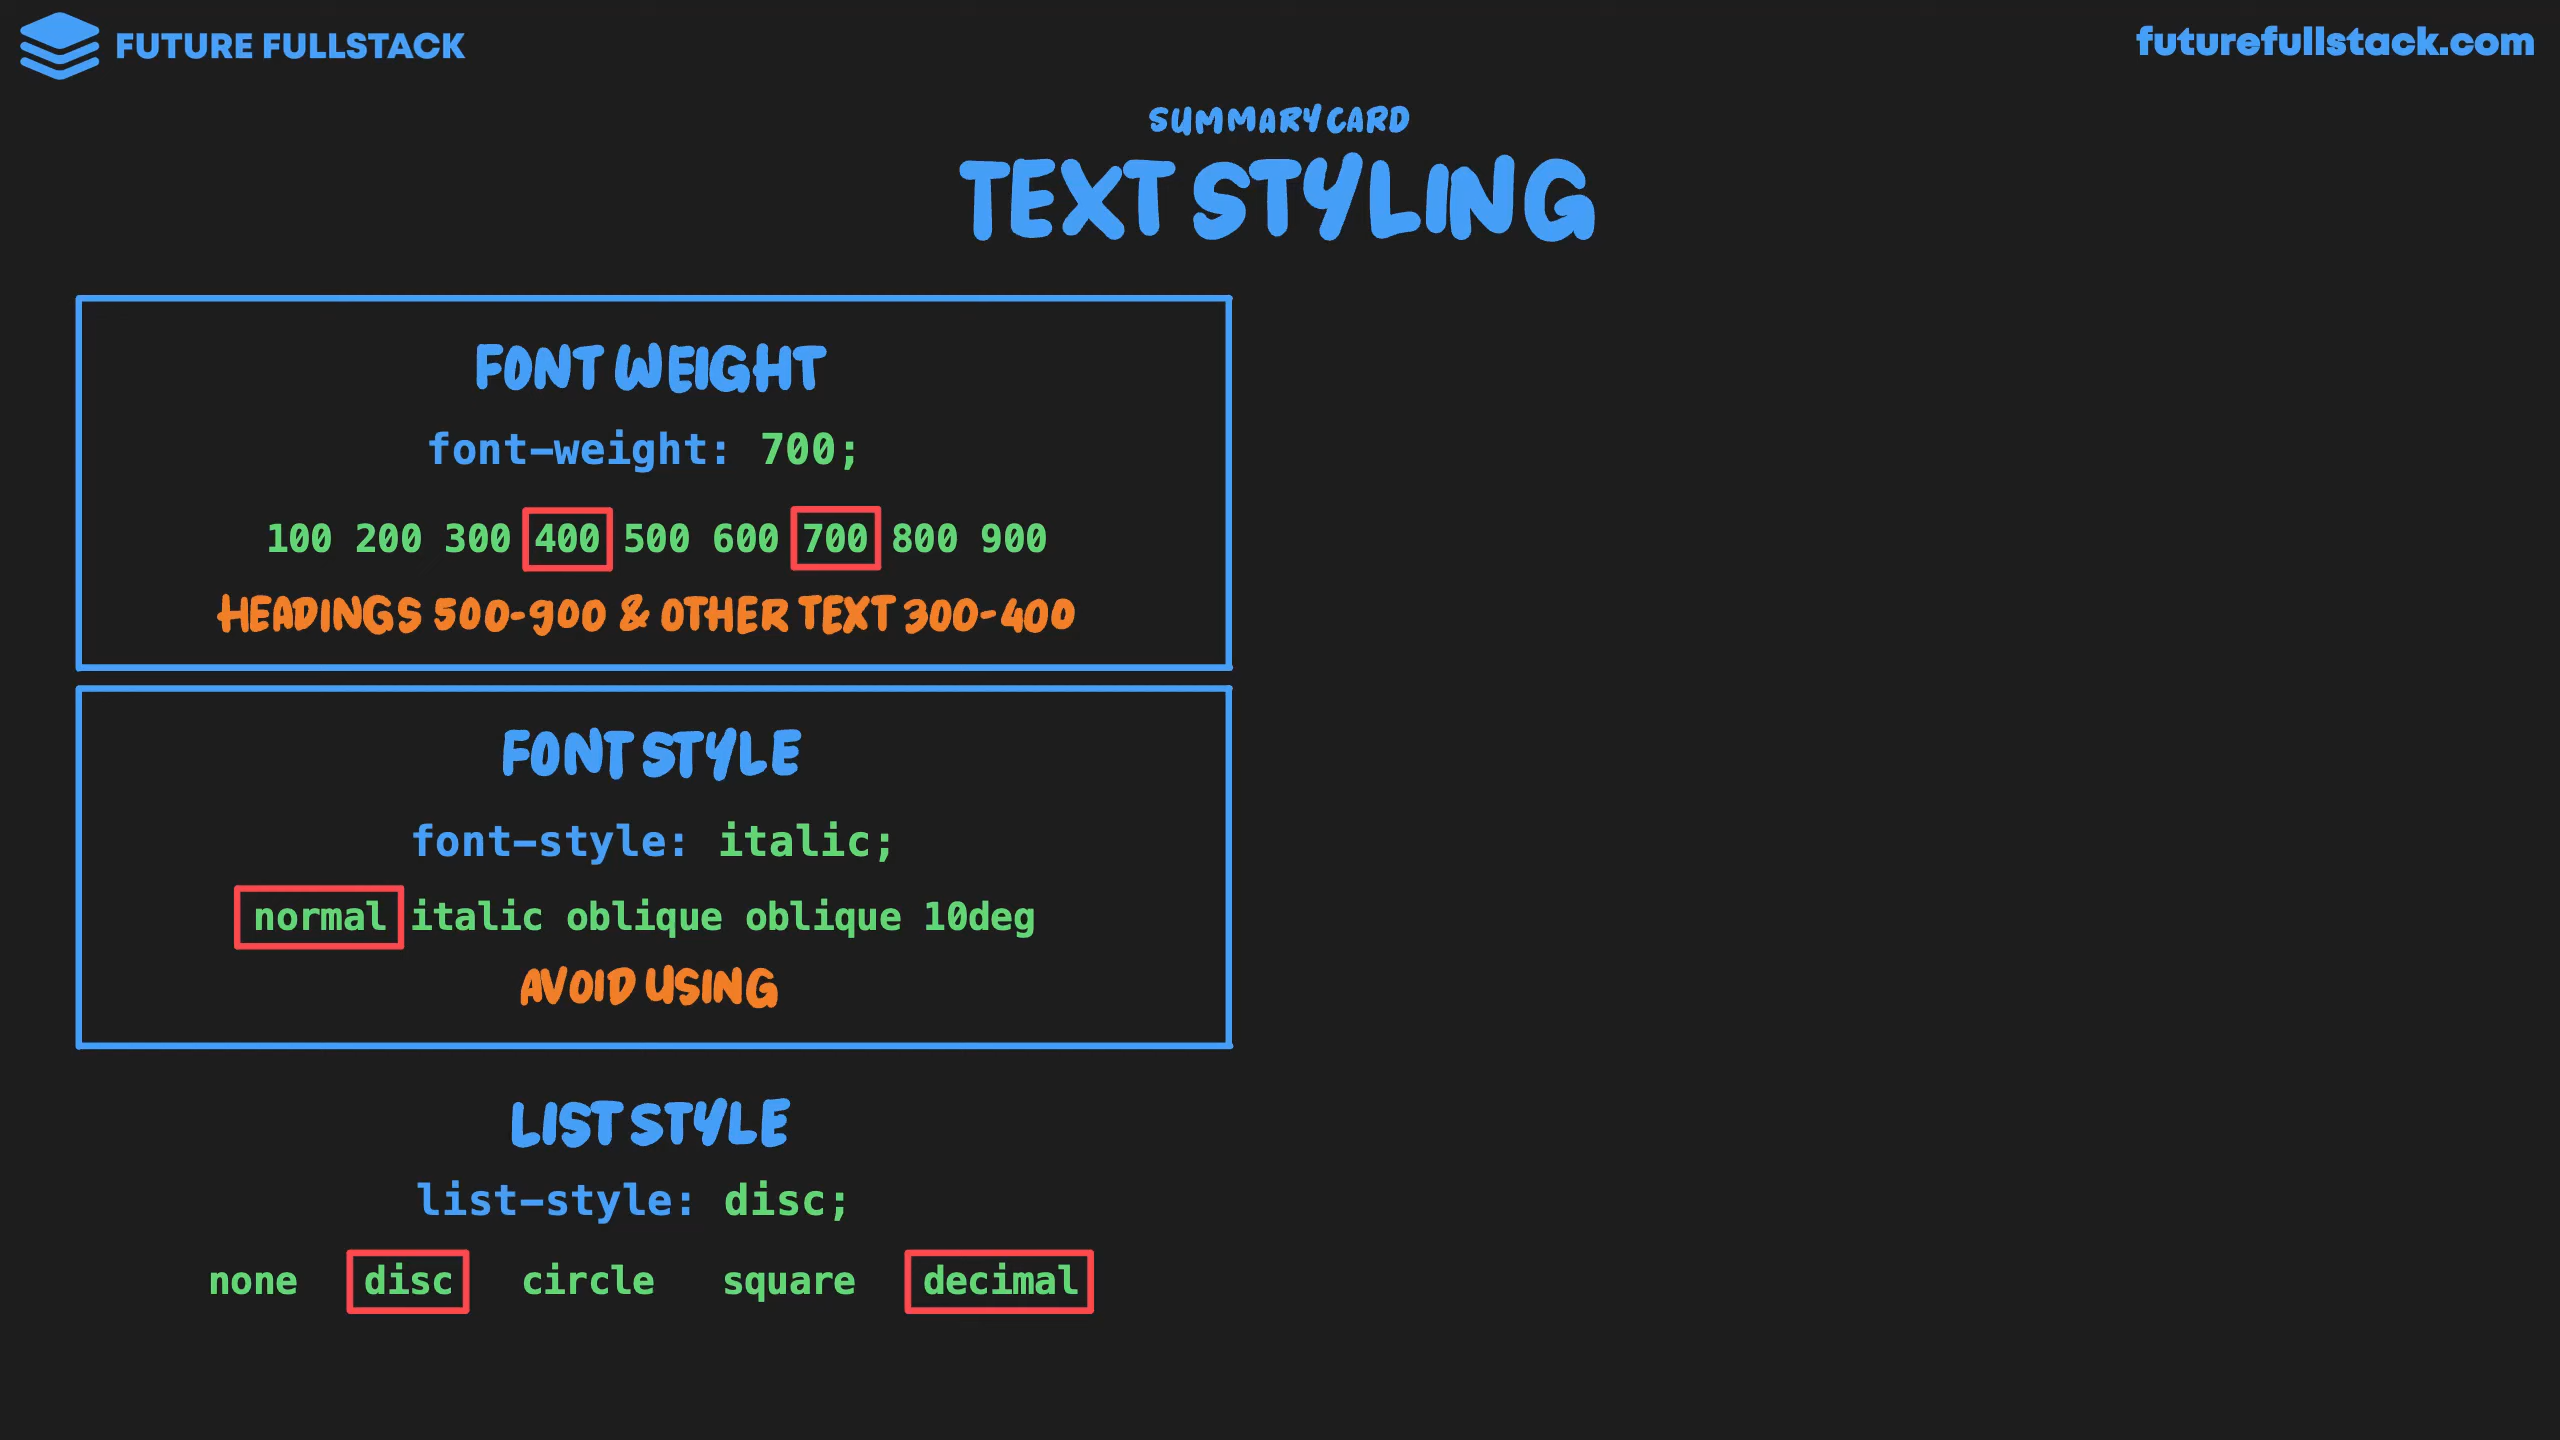 FUTURE FULLSTACK
futurefullstack.com
SUMMARY CARD
TEXT STYLING
FONT WEIGHT
font-weight: 700;
100 200 300 400 500 600 700 800 900
HEADINGS 500-900 & OTHER TEXT 300-400
FONT STYLE
font-style: italic;
normal italic oblique oblique 10deg
AVOID USING
LIST STYLE
list-style: disc;
none disc circle square decimal